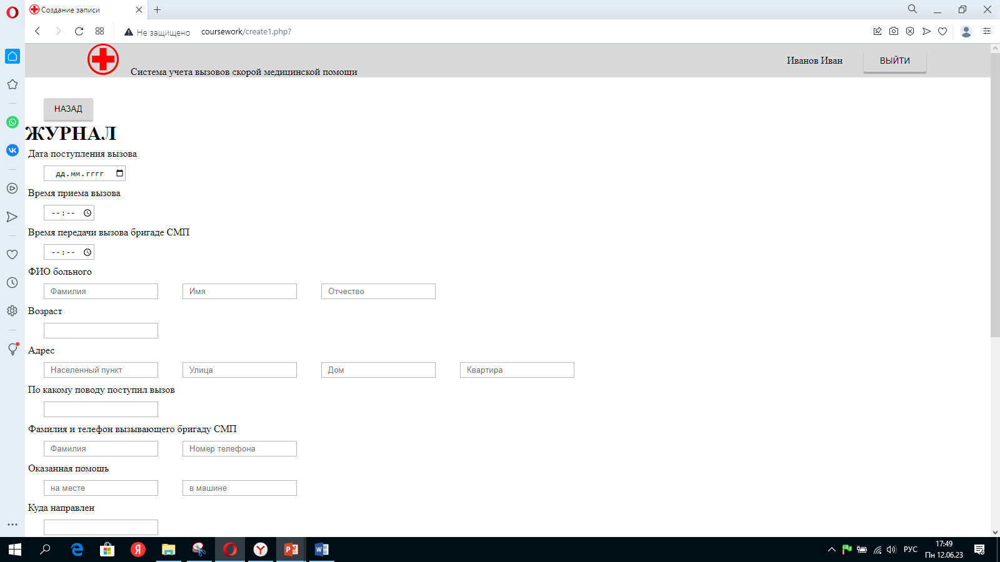 Создание записи
Не защищено coursework/create1.php?
Система учета вызовов скорой медицинской помощи
Иванов Иван
ВЫЙТИ
НАЗАД
ЖУРНАЛ
Дата поступления вызова
дд.мм.гггг
Время приема вызова
--:--
Время передачи вызова бригаде СМП
--:--
ФИО больного
Фамилия Имя Отчество
Возраст
Адрес
Населенный пункт Улица Дом Квартира
По какому поводу поступил вызов
Фамилия и телефон вызывающего бригаду СМП
Фамилия Номер телефона
Оказанная помощь
на месте в машине
Куда направлен
РУС
17:49
Пн 12.06.23